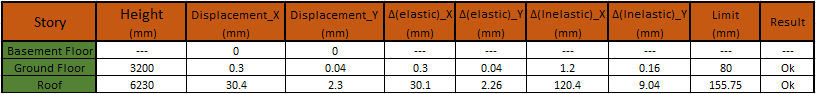 Story Height (mm) Displacement_X (mm) Displacement_Y (mm) Δ(elastic)_X (mm) Δ(elastic)_Y (mm) Δ(Inelastic)_X (mm) Δ(Inelastic)_Y (mm) Limit (mm) Result
Basement Floor --- 0 0 --- --- --- --- --- ---
Ground Floor 3200 0.3 0.04 0.3 0.04 1.2 0.16 80 Ok
Roof 6230 30.4 2.3 30.1 2.26 120.4 9.04 155.75 Ok